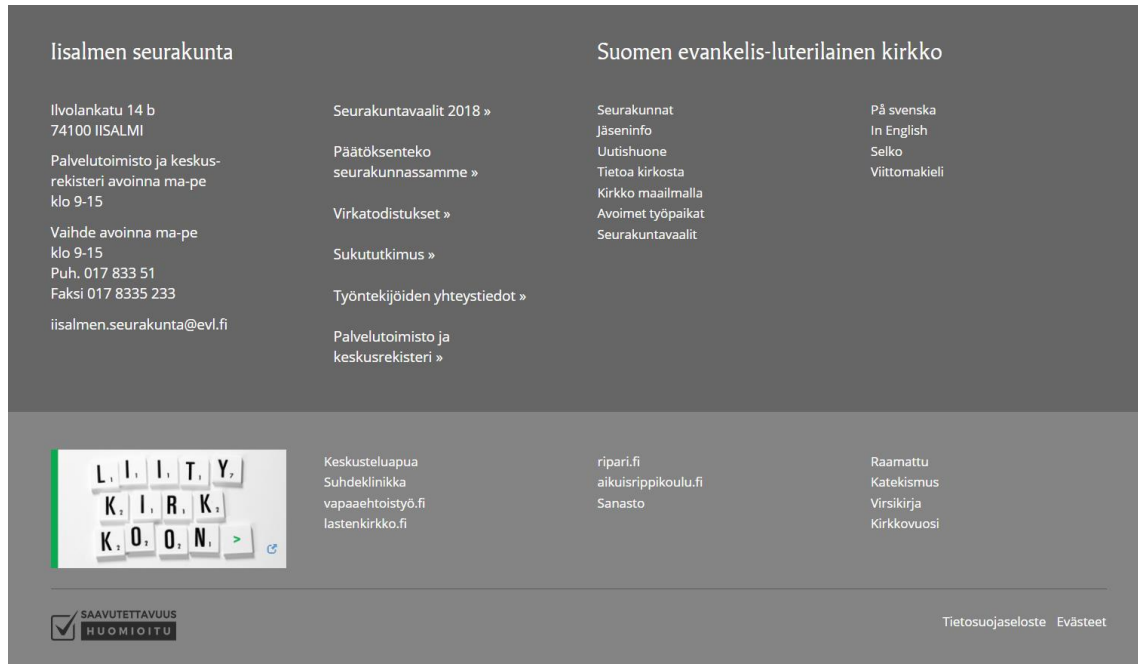 Iisalmen seurakunta
Ilvolankatu 14 b
74100 IISALMI
Palvelutoimisto ja keskus-
rekisteri avoinna ma-pe
klo 9-15
Vaihde avoinna ma-pe
klo 9-15
Puh. 017 833 51
Faksi 017 8335 233
iisalmen.seurakunta@evl.fi
Seurakuntavaalit 2018 »
Päätöksenteko
seurakunnassamme »
Virkatodistukset »
Sukututkimus »
Työntekijöiden yhteystiedot »
Palvelutoimisto ja
keskusrekisteri »
Suomen evankelis-luterilainen kirkko
Seurakunnat
Jäseninfo
Uutishuone
Tietoa kirkosta
Kirkko maailmalla
Avoimet työpaikat
Seurakuntavaalit
På svenska
In English
Selko
Viittomakieli
LIITY
KIRK
KOON >
Keskusteluapua
Suhdeklinikka
vapaaehtoistyö.fi
lastenkirkko.fi
ripari.fi
aikuisrippikoulu.fi
Sanasto
Raamattu
Katekismus
Virsikirja
Kirkkovuosi
SAAVUTETTAVUUS
HUOMIOITU
Tietosuojaseloste Evästeet